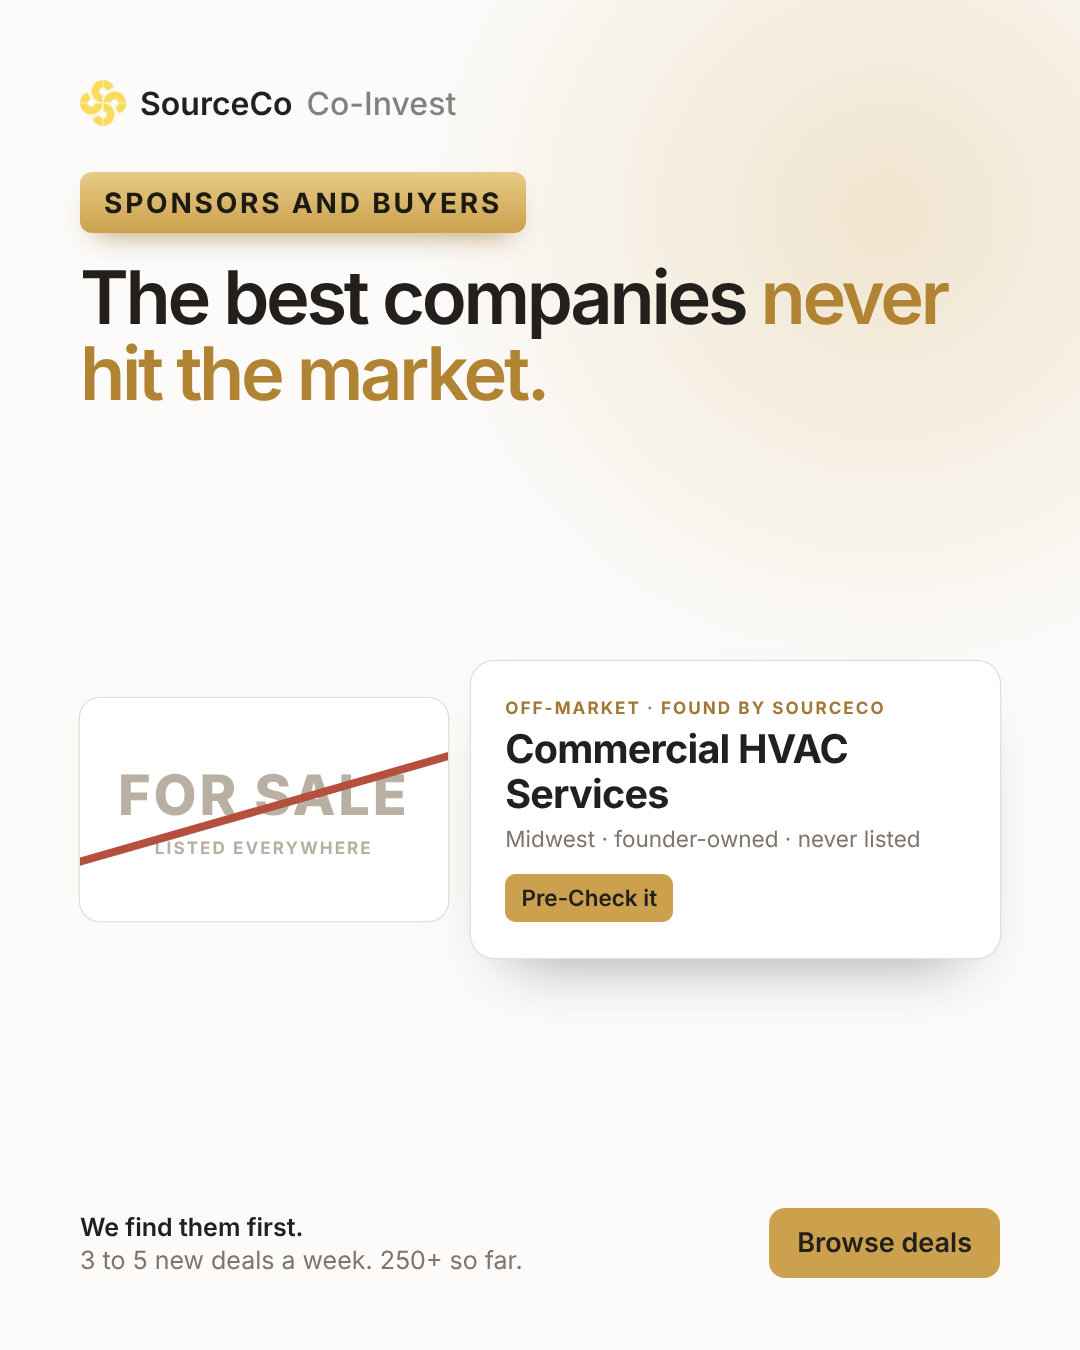 SourceCo Co-Invest
SPONSORS AND BUYERS
The best companies never
hit the market.
FOR SALE
LISTED EVERYWHERE
OFF-MARKET · FOUND BY SOURCECO
Commercial HVAC
Services
Midwest · founder-owned · never listed
Pre-Check it
We find them first.
3 to 5 new deals a week. 250+ so far.
Browse deals